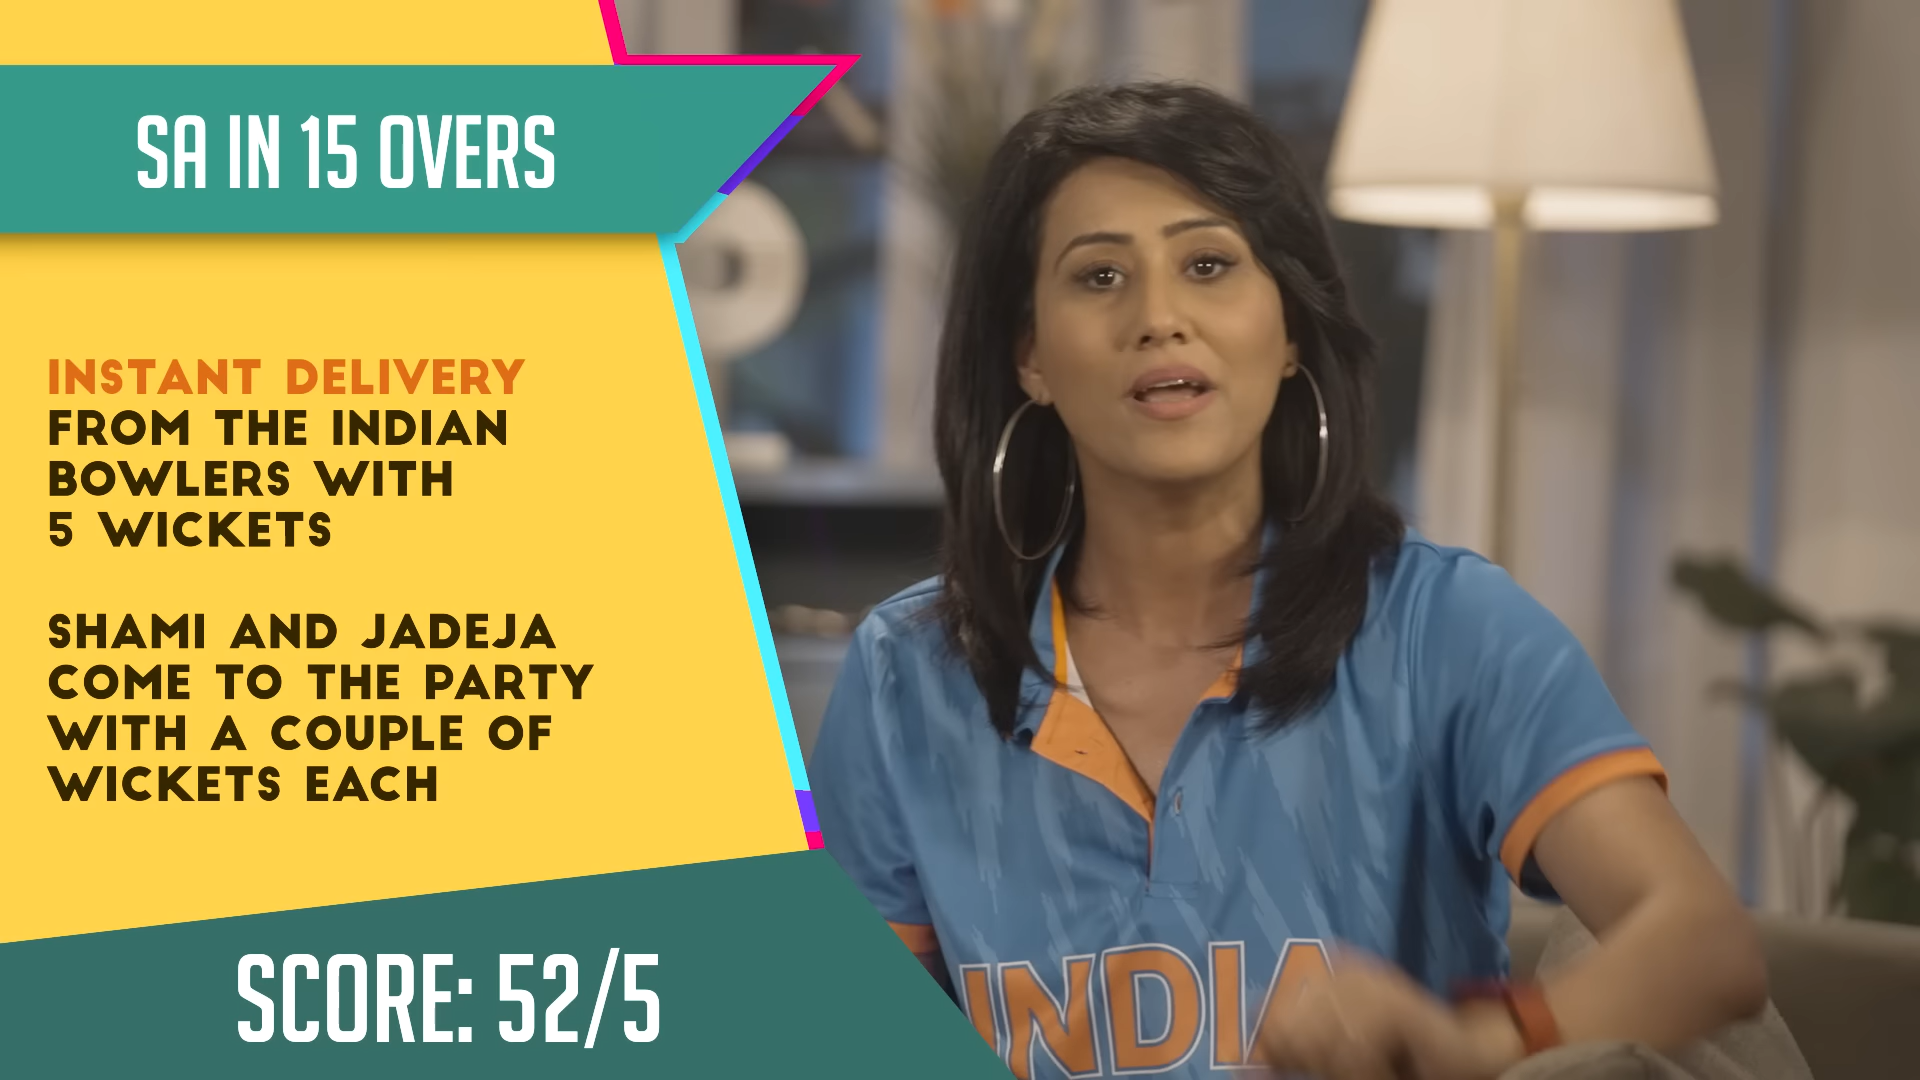 SA IN 15 OVERS
INSTANT DELIVERY
FROM THE INDIAN
BOWLERS WITH
5 WICKETS
SHAMI AND JADEJA
COME TO THE PARTY
WITH A COUPLE OF
WICKETS EACH
SCORE: 52/5
INDIA